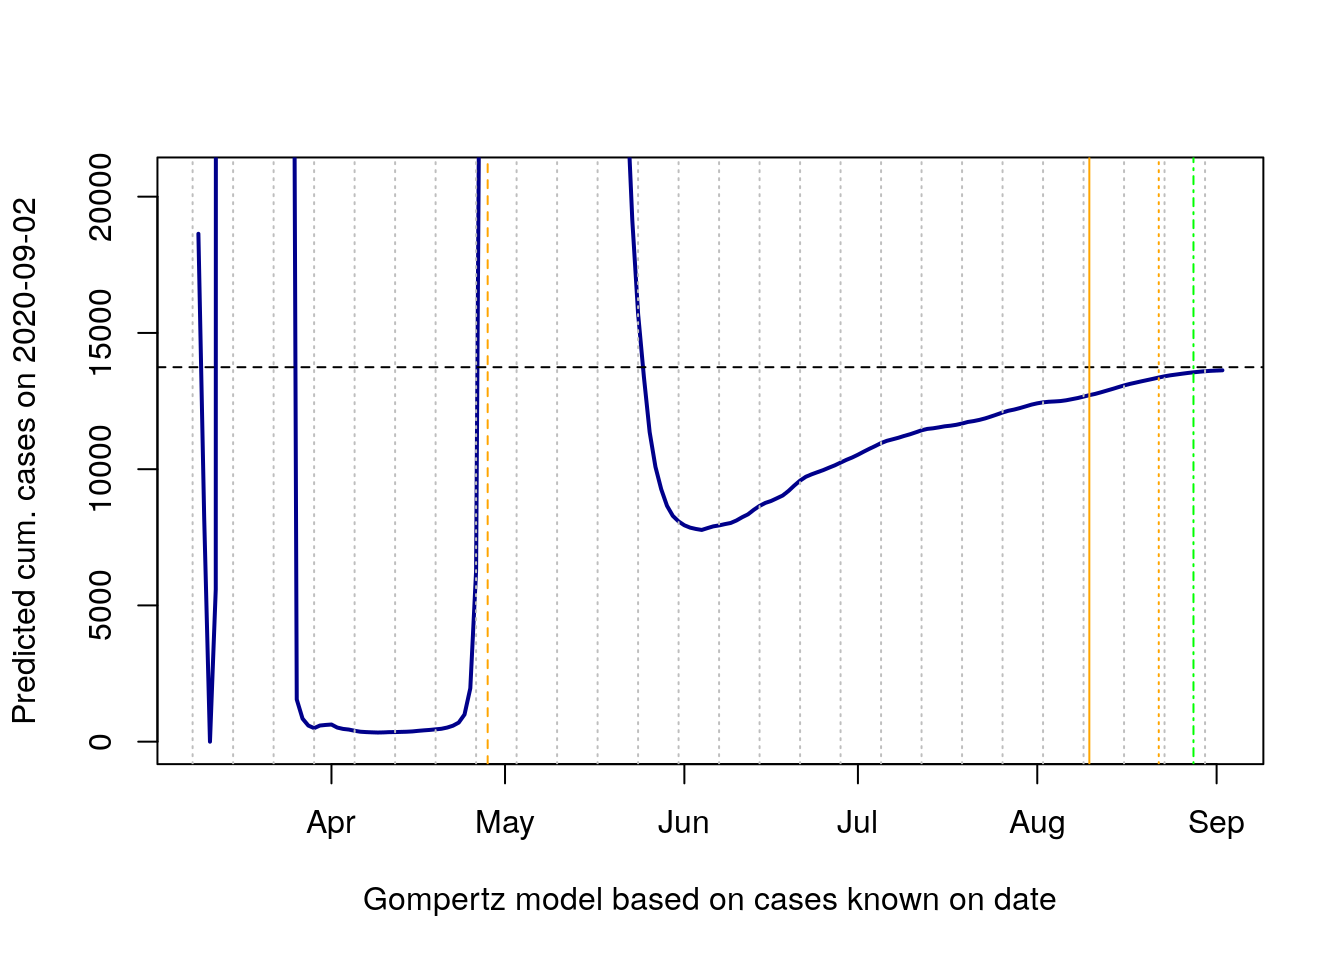 Predicted cum. cases on 2020-09-02
20000
15000
10000
5000
0
Apr May Jun Jul Aug Sep
Gompertz model based on cases known on date